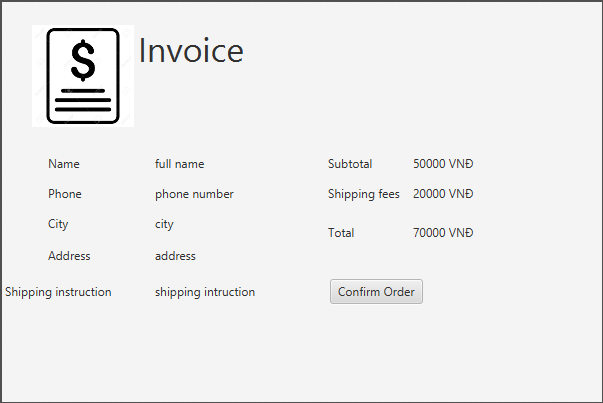 $
Invoice
Name full name
Phone phone number
City city
Address address
Shipping instruction shipping intruction
Subtotal 50000 VNĐ
Shipping fees 20000 VNĐ
Total 70000 VNĐ
Confirm Order